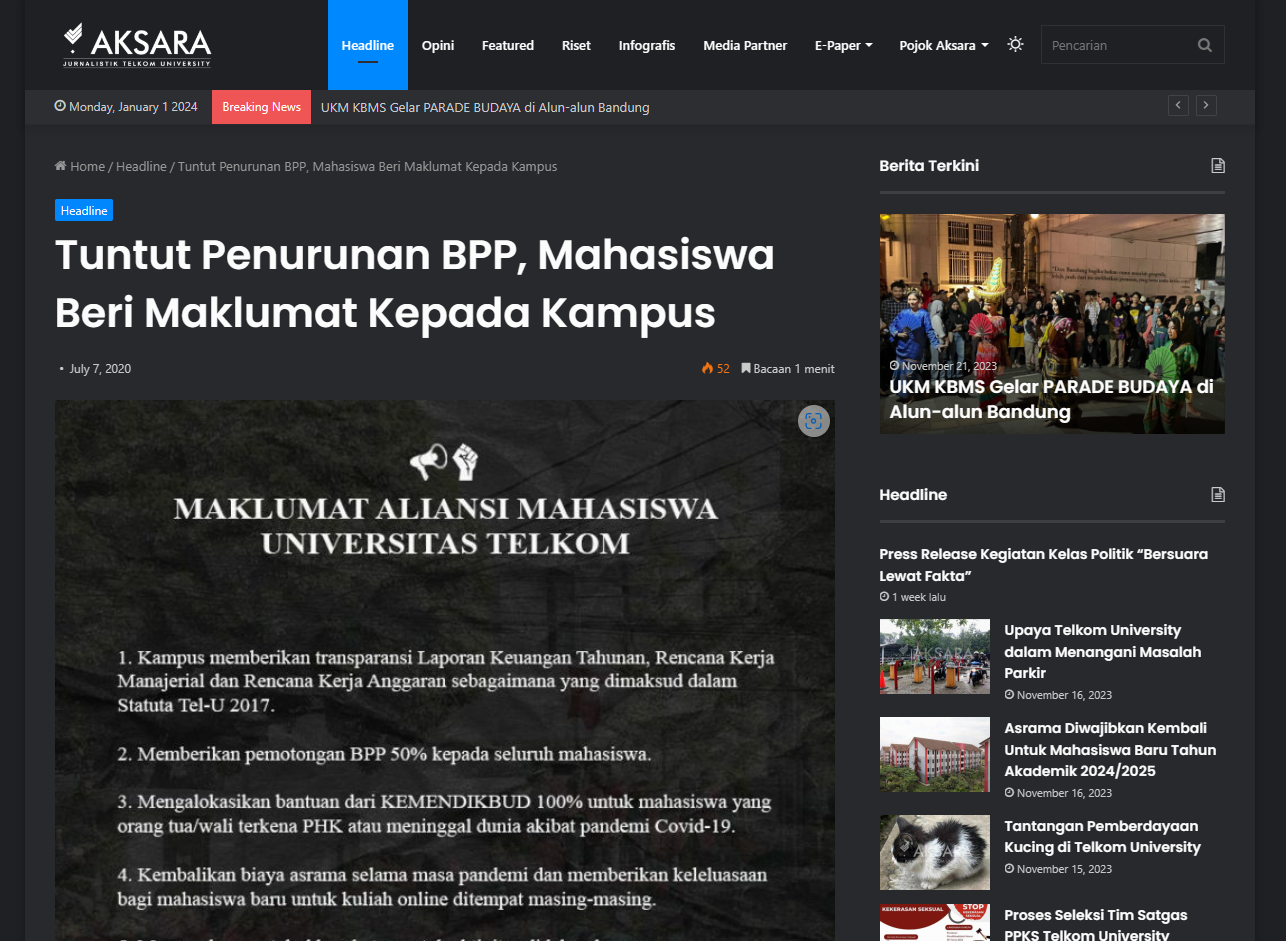 AKSARA
JURNALISTIK TELKOM UNIVERSITY
Headline
Opini
Featured
Riset
Infografis
Media Partner
E-Paper
Pojok Aksara
Pencarian
Monday, January 1 2024
Breaking News
UKM KBMS Gelar PARADE BUDAYA di Alun-alun Bandung
Home / Headline / Tuntut Penurunan BPP, Mahasiswa Beri Maklumat Kepada Kampus
Headline
Tuntut Penurunan BPP, Mahasiswa
Beri Maklumat Kepada Kampus
• July 7, 2020
52
Bacaan 1 menit
MAKLUMAT ALIANSI MAHASISWA
UNIVERSITAS TELKOM
1. Kampus memberikan transparansi Laporan Keuangan Tahunan, Rencana Kerja
Manajerial dan Rencana Kerja Anggaran sebagaimana yang dimaksud dalam
Statuta Tel-U 2017.
2. Memberikan pemotongan BPP 50% kepada seluruh mahasiswa.
3. Mengalokasikan bantuan dari KEMENDIKBUD 100% untuk mahasiswa yang
orang tua/wali terkena PHK atau meninggal dunia akibat pandemi Covid-19.
4. Kembalikan biaya asrama selama masa pandemi dan memberikan keleluasaan
bagi mahasiswa baru untuk kuliah online ditempat masing-masing.
Berita Terkini
November 21, 2023
UKM KBMS Gelar PARADE BUDAYA di
Alun-alun Bandung
Headline
Press Release Kegiatan Kelas Politik “Bersuara
Lewat Fakta”
1 week lalu
AKSARA
Upaya Telkom University
dalam Menangani Masalah
Parkir
November 16, 2023
Asrama Diwajibkan Kembali
Untuk Mahasiswa Baru Tahun
Akademik 2024/2025
November 16, 2023
Tantangan Pemberdayaan
Kucing di Telkom University
November 15, 2023
KEKERASAN SEKSUAL
STOP
Proses Seleksi Tim Satgas
PPKS Telkom University